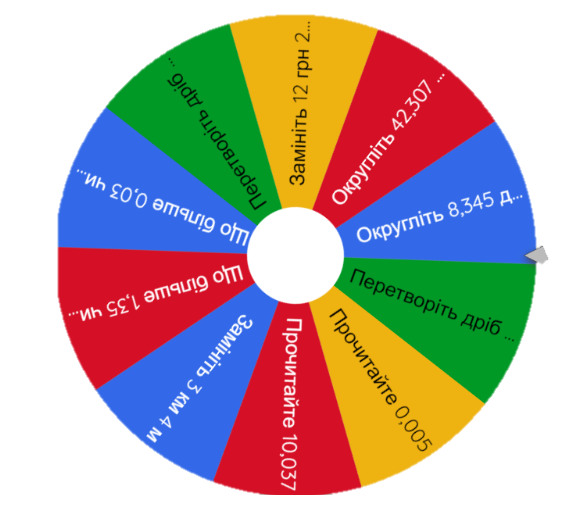 Замініть 12 грн 2...
Округліть 42,307 ...
Округліть 8,345 д...
Перетворіть дріб ...
Прочитайте 0,005
Прочитайте 10,037
Замініть 3 км 4 м
Що більше 1,35 чи...
Що більше 0,03 чи...
Перетворіть дріб ...